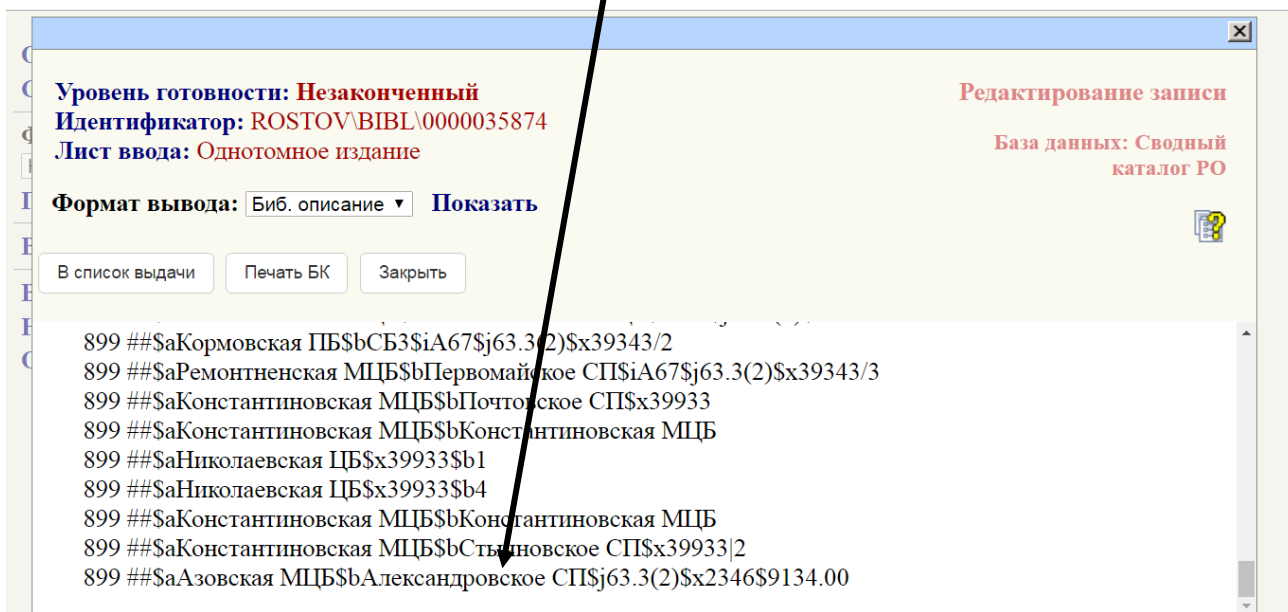 Уровень готовности: Незаконченный
Идентификатор: ROSTOV\BIBL\0000035874
Лист ввода: Однотомное издание
Редактирование записи
База данных: Сводный
каталог РО
Формат вывода: Биб. описание Показать
В список выдачи Печать БК Закрыть
899 ##$aКормовская ПБ$bСБ3$iА67$j63.3(2)$x39343/2
899 ##$aРемонтненская МЦБ$bПервомайское СП$iА67$j63.3(2)$x39343/3
899 ##$aКонстантиновская МЦБ$bПочтовское СП$x39933
899 ##$aКонстантиновская МЦБ$bКонстантиновская МЦБ
899 ##$aНиколаевская ЦБ$x39933$b1
899 ##$aНиколаевская ЦБ$x39933$b4
899 ##$aКонстантиновская МЦБ$bКонстантиновская МЦБ
899 ##$aКонстантиновская МЦБ$bСтычновское СП$x39933|2
899 ##$aАзовская МЦБ$bАлександровское СП$j63.3(2)$x2346$9134.00